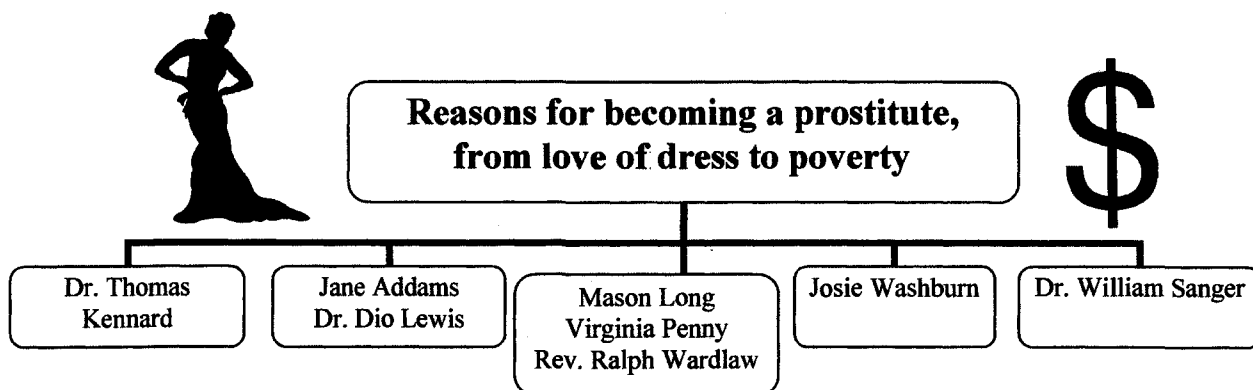 Reasons for becoming a prostitute,
from love of dress to poverty
$
Dr. Thomas
Kennard
Jane Addams
Dr. Dio Lewis
Mason Long
Virginia Penny
Rev. Ralph Wardlaw
Josie Washburn
Dr. William Sanger